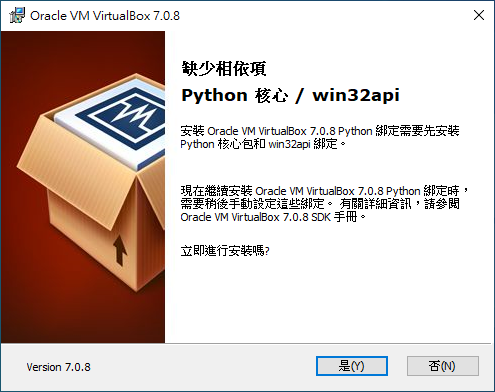 Oracle VM VirtualBox 7.0.8
缺少相依項
Python 核心 / win32api
安裝 Oracle VM VirtualBox 7.0.8 Python 綁定需要先安裝
Python 核心包和 win32api 綁定。
現在繼續安裝 Oracle VM VirtualBox 7.0.8 Python 綁定時，
需要稍後手動設定這些綁定。 有關詳細資訊，請參閱
Oracle VM VirtualBox 7.0.8 SDK 手冊。
立即進行安裝嗎?
Version 7.0.8
是(Y)
否(N)